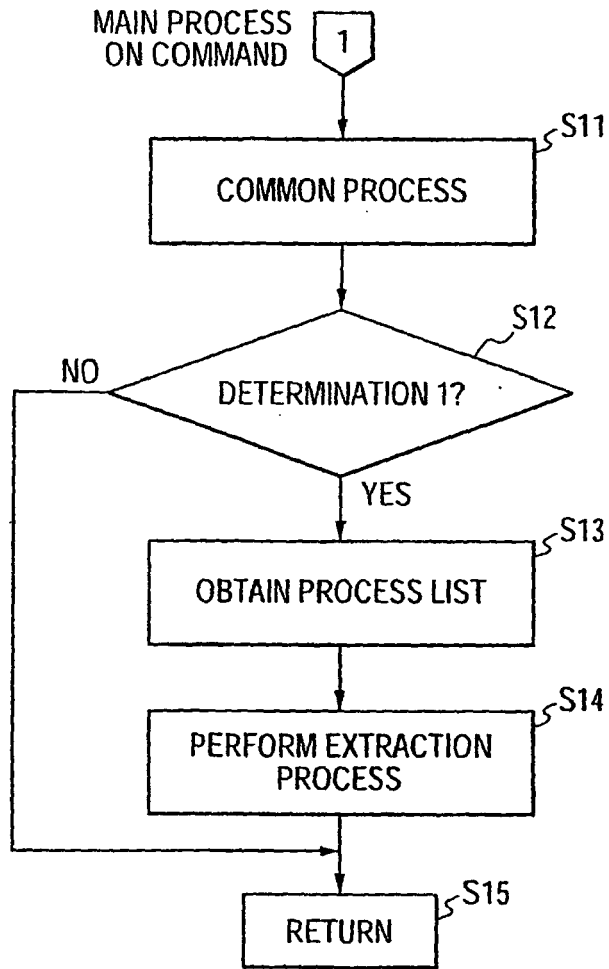 MAIN PROCESS
ON COMMAND
1
S11
COMMON PROCESS
S12
NO
DETERMINATION 1?
YES
S13
OBTAIN PROCESS LIST
S14
PERFORM EXTRACTION
PROCESS
S15
RETURN